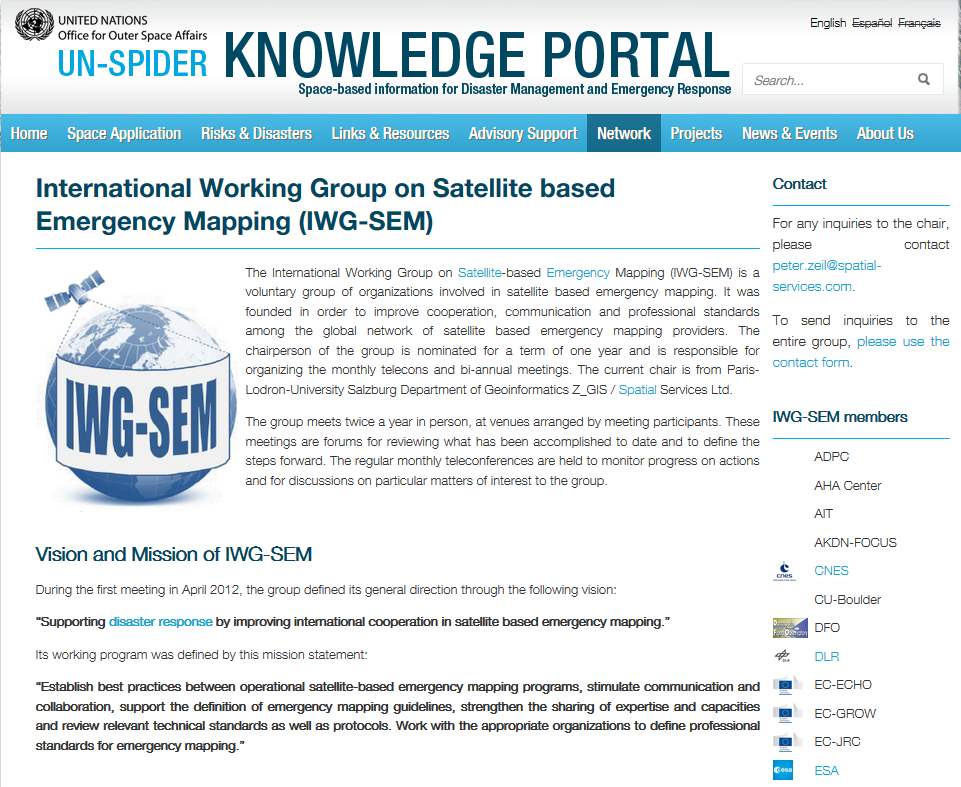 UNITED NATIONS
Office for Outer Space Affairs
UN-SPIDER
KNOWLEDGE PORTAL
Space-based information for Disaster Management and Emergency Response
English Español Français
Search...
Home Space Application Risks & Disasters Links & Resources Advisory Support Network Projects News & Events About Us
International Working Group on Satellite based
Emergency Mapping (IWG-SEM)
IWG-SEM
The International Working Group on Satellite-based Emergency Mapping (IWG-SEM) is a
voluntary group of organizations involved in satellite based emergency mapping. It was
founded in order to improve cooperation, communication and professional standards
among the global network of satellite based emergency mapping providers. The
chairperson of the group is nominated for a term of one year and is responsible for
organizing the monthly telecons and bi-annual meetings. The current chair is from Paris-
Lodron-University Salzburg Department of Geoinformatics Z_GIS / Spatial Services Ltd.
The group meets twice a year in person, at venues arranged by meeting participants. These
meetings are forums for reviewing what has been accomplished to date and to define the
steps forward. The regular monthly teleconferences are held to monitor progress on actions
and for discussions on particular matters of interest to the group.
Vision and Mission of IWG-SEM
During the first meeting in April 2012, the group defined its general direction through the following vision:
"Supporting disaster response by improving international cooperation in satellite based emergency mapping."
Its working program was defined by this mission statement:
"Establish best practices between operational satellite-based emergency mapping programs, stimulate communication and
collaboration, support the definition of emergency mapping guidelines, strengthen the sharing of expertise and capacities
and review relevant technical standards as well as protocols. Work with the appropriate organizations to define professional
standards for emergency mapping."
Contact
For any inquiries to the chair,
please contact
peter.zeil@spatial-
services.com.
To send inquiries to the
entire group, please use the
contact form.
IWG-SEM members
ADPC
AHA Center
AIT
AKDN-FOCUS
cnes
CNES
CU-Boulder
DFO
DLR
DLR
EC-ECHO
EC-GROW
EC-JRC
esa
ESA